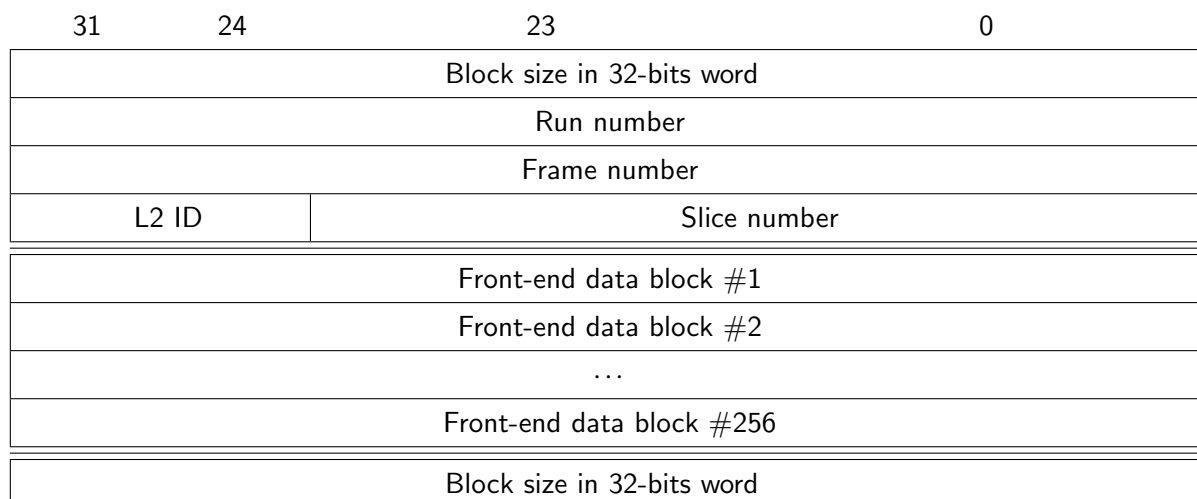 31 24 23 0
Block size in 32-bits word
Run number
Frame number
L2 ID Slice number
Front-end data block #1
Front-end data block #2
...
Front-end data block #256
Block size in 32-bits word